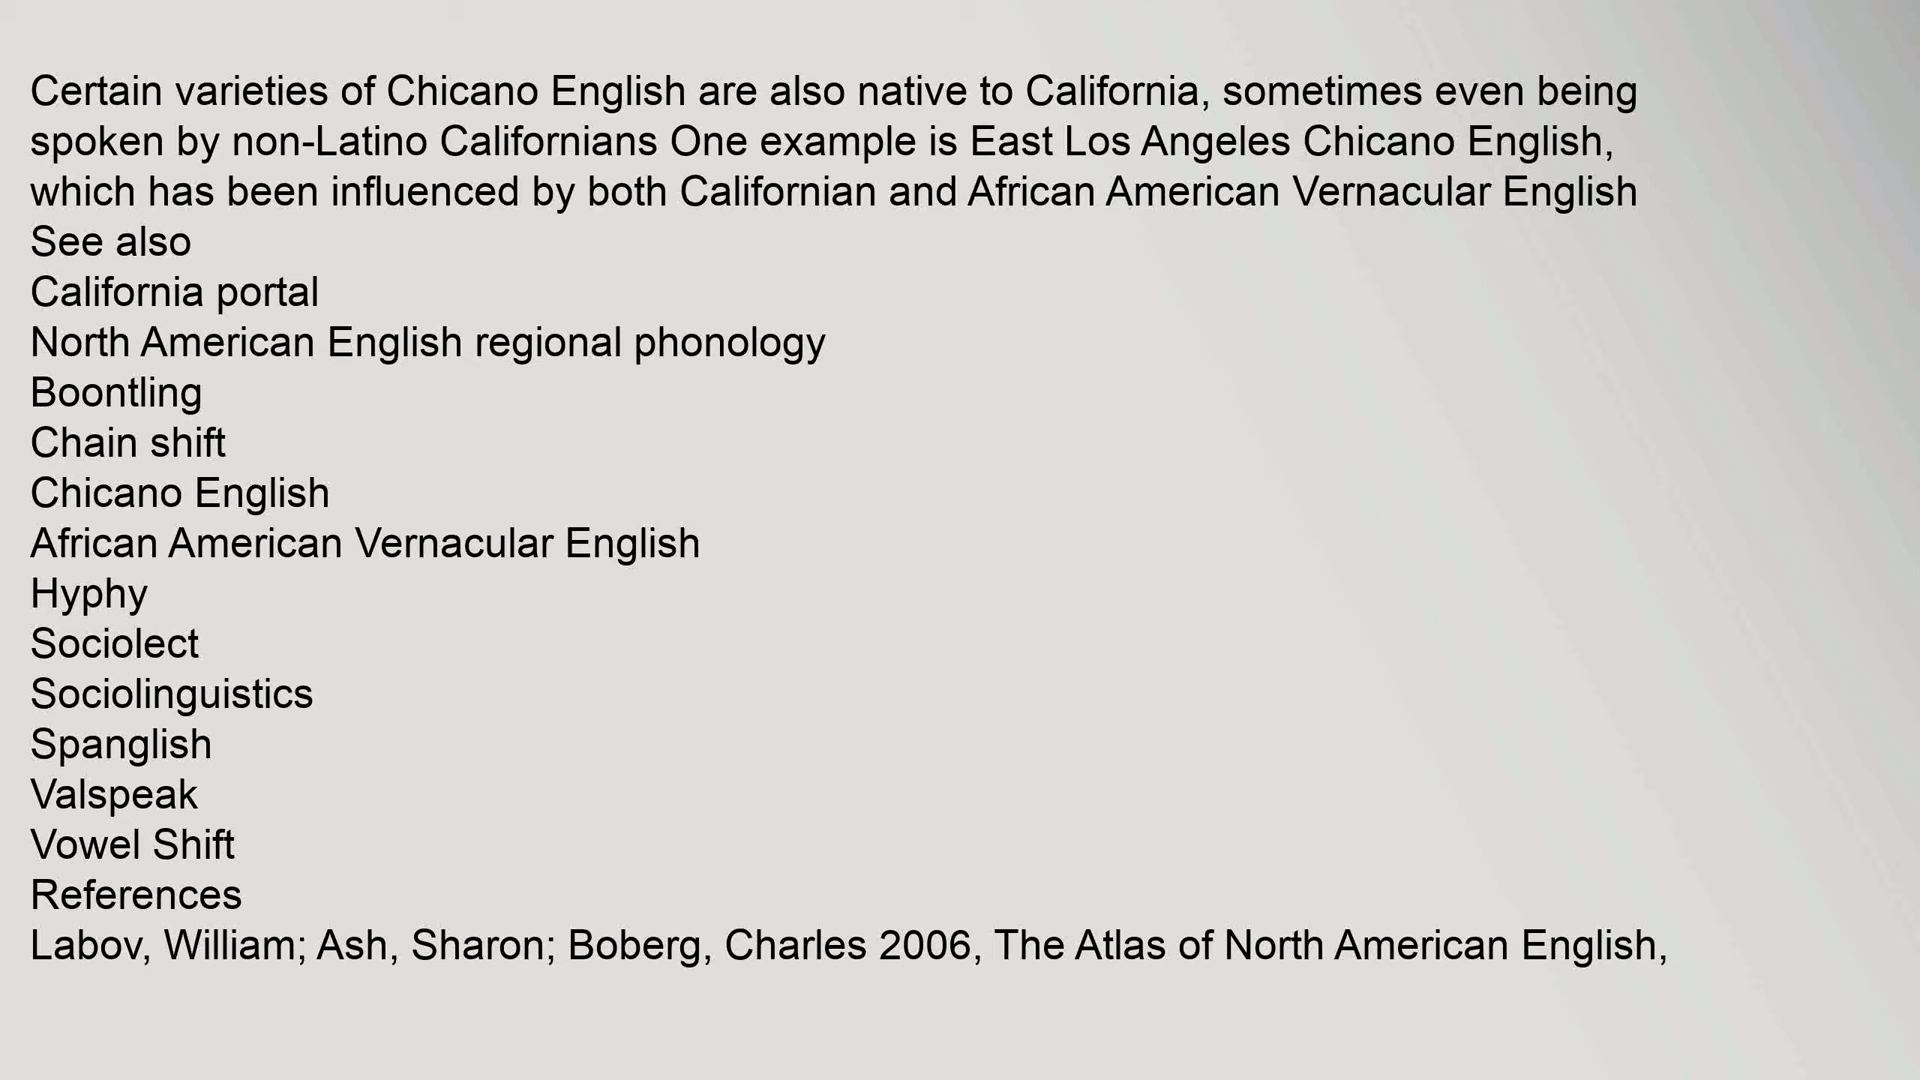 Certain varieties of Chicano English are also native to California, sometimes even being
spoken by non-Latino Californians One example is East Los Angeles Chicano English,
which has been influenced by both Californian and African American Vernacular English
See also
California portal
North American English regional phonology
Boontling
Chain shift
Chicano English
African American Vernacular English
Hyphy
Sociolect
Sociolinguistics
Spanglish
Valspeak
Vowel Shift
References
Labov, William; Ash, Sharon; Boberg, Charles 2006, The Atlas of North American English,